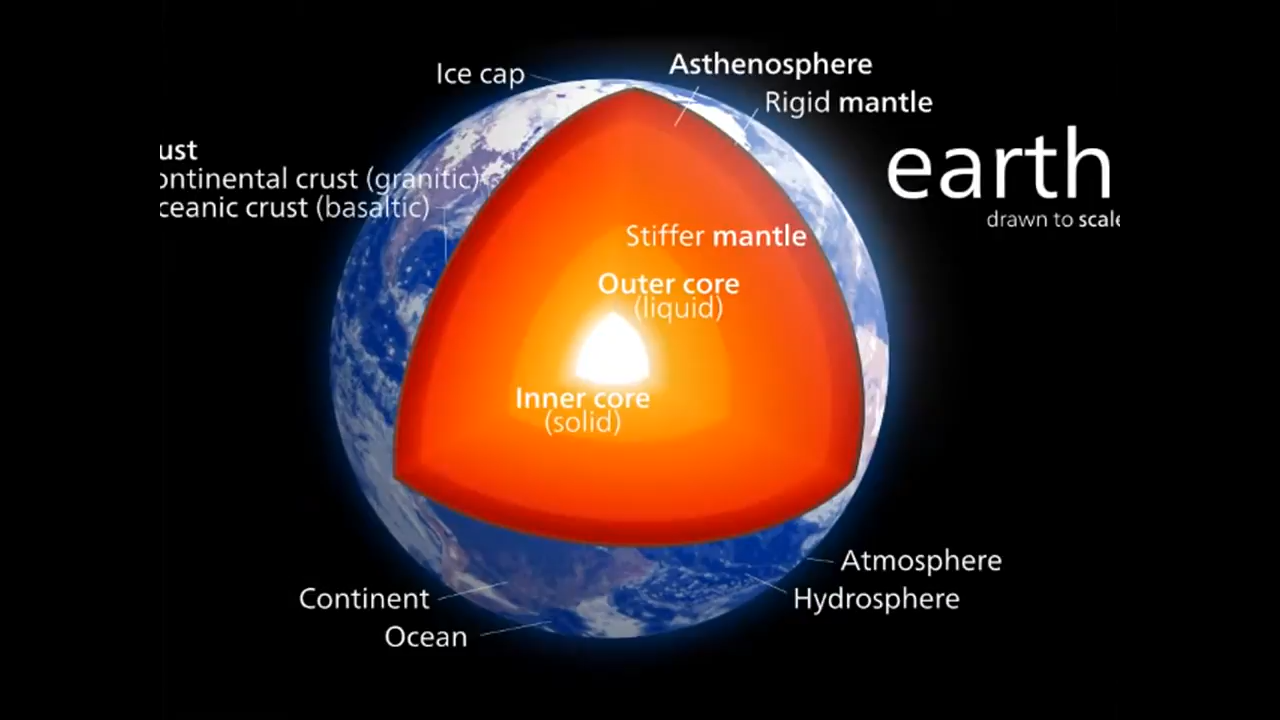 Ice cap
Asthenosphere
Rigid mantle
earth
drawn to scale
ust
ontinental crust (granitic)
ceanic crust (basaltic)
Stiffer mantle
Outer core
(liquid)
Inner core
(solid)
Atmosphere
Hydrosphere
Continent
Ocean